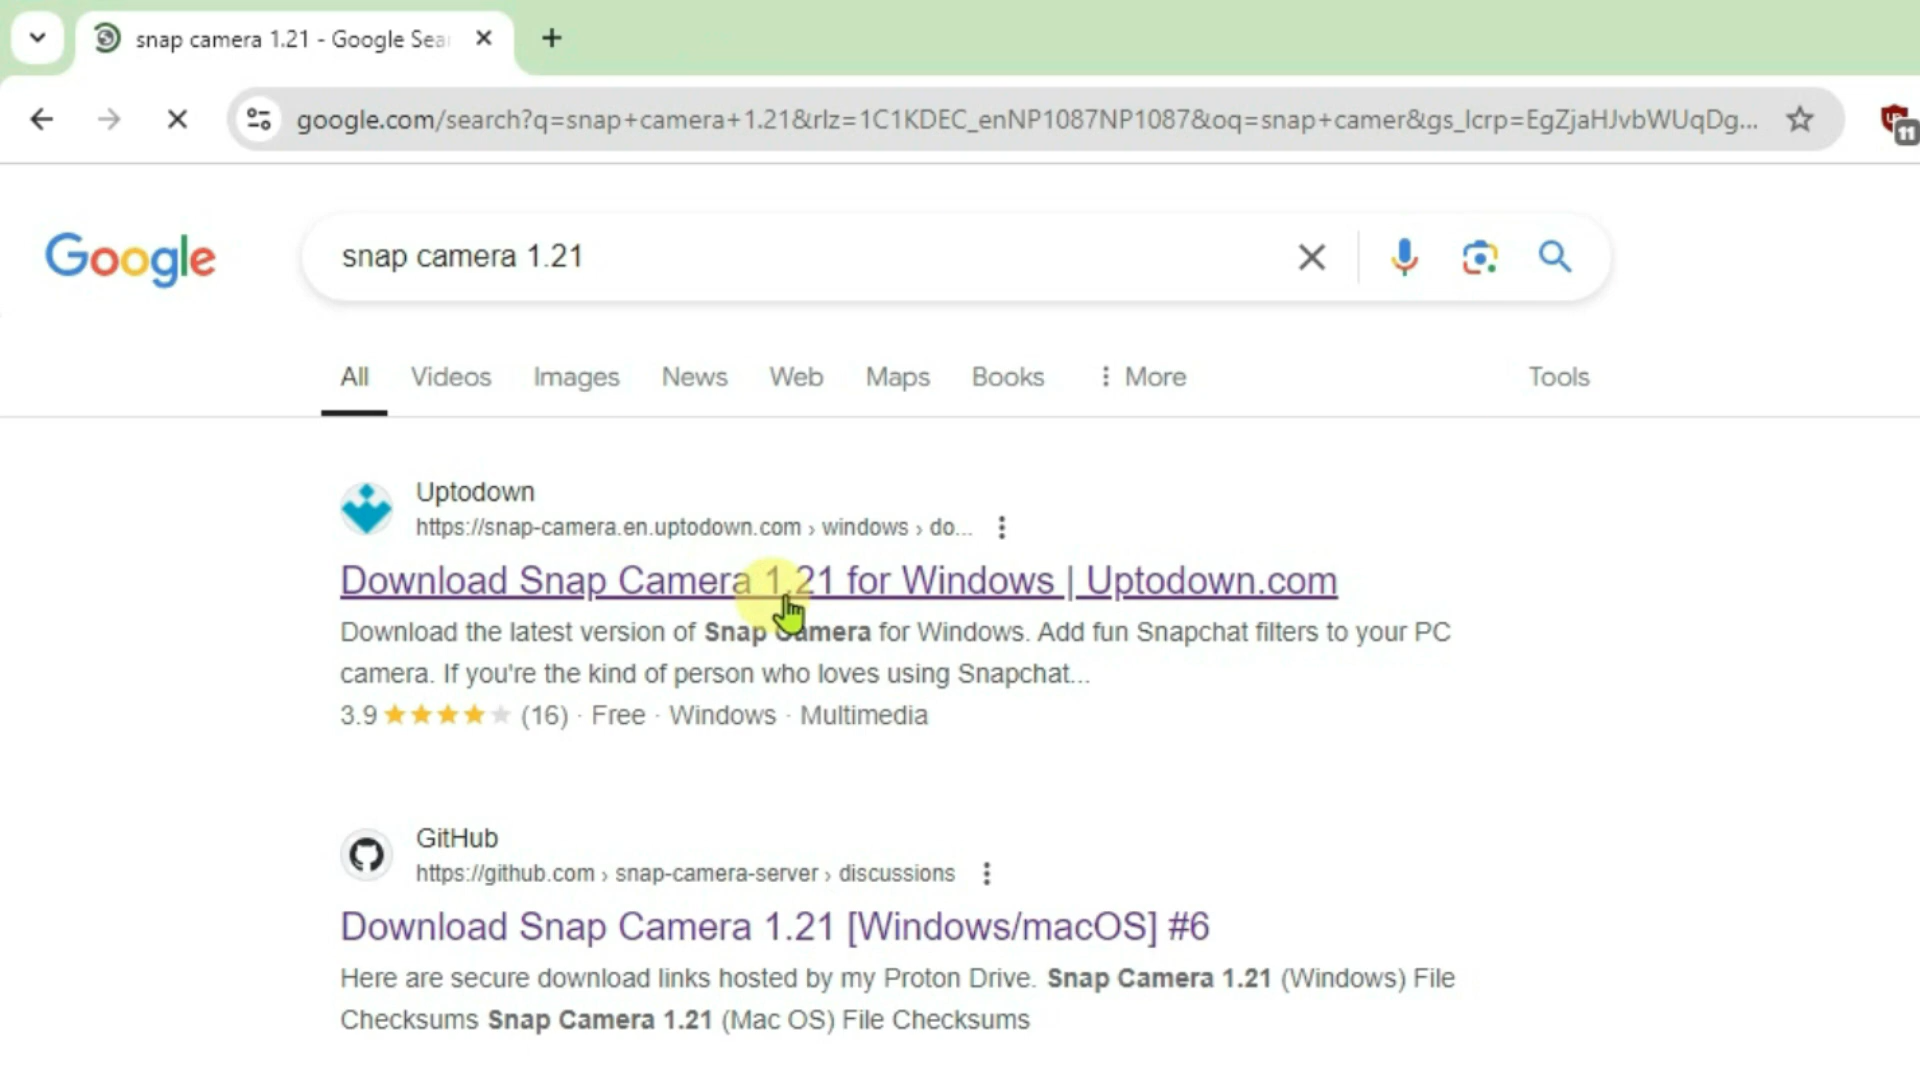 snap camera 1.21 - Google Sea
google.com/search?q=snap+camera+1.21&rlz=1C1KDEC_enNP1087NP1087&oq=snap+camer&gs_lcrp=EgZjaHJvbWUqDg...
11
Google
snap camera 1.21
All Videos Images News Web Maps Books More Tools
Uptodown
https://snap-camera.en.uptodown.com › windows › do...
Download Snap Camera 1.21 for Windows | Uptodown.com
Download the latest version of Snap Camera for Windows. Add fun Snapchat filters to your PC
camera. If you're the kind of person who loves using Snapchat...
3.9 (16) · Free · Windows · Multimedia
GitHub
https://github.com › snap-camera-server › discussions
Download Snap Camera 1.21 [Windows/macOS] #6
Here are secure download links hosted by my Proton Drive. Snap Camera 1.21 (Windows) File
Checksums Snap Camera 1.21 (Mac OS) File Checksums